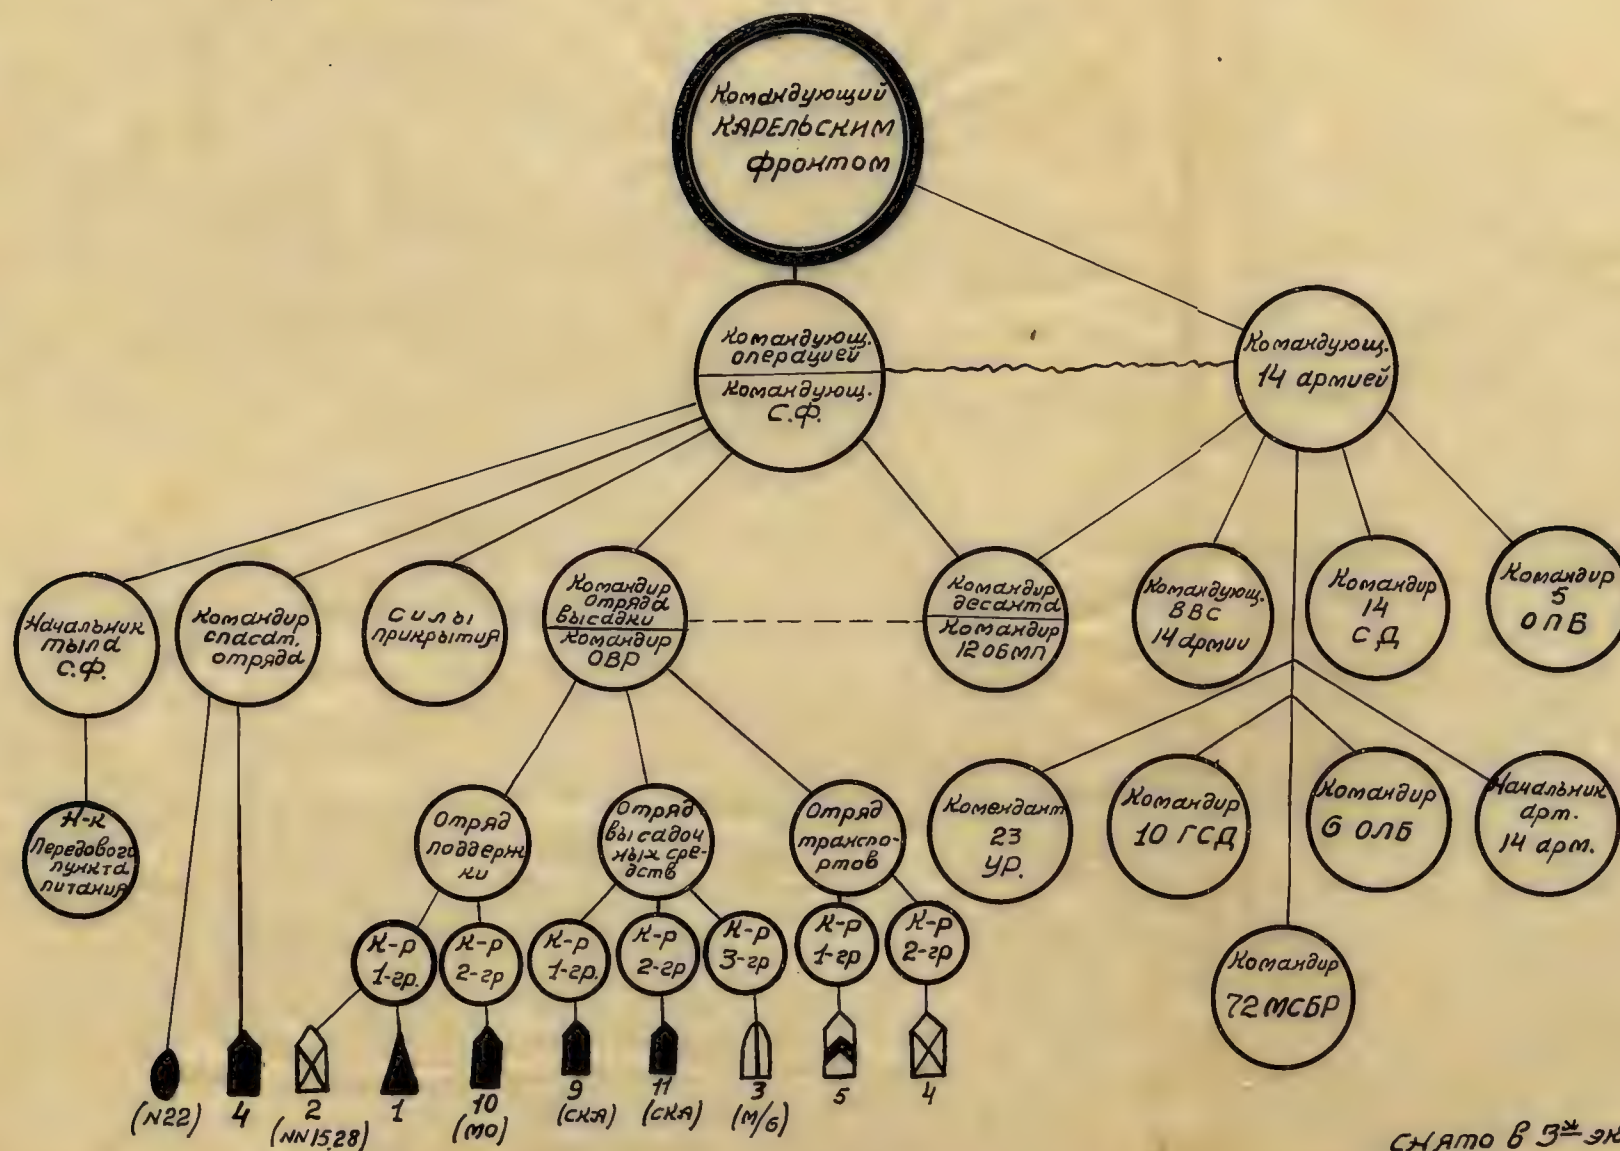 Командующий
КАРЕЛЬСКИМ
фронтом
Командующ.
операцией
Командующ.
С.Ф.
Командующ.
14 армией
Начальник
тыла
С.Ф.
Командир
спасат.
отряда
Силы
прикрытия
Командир
Отряда
высадки
Командир
ОВР
Командир
десанта
Командир
12 ОБМП
Командующ.
ВВС
14 армии
Командир
14
СД
Командир
5
ОЛБ
Н-к
Передового
пункта
питания
Отряд
поддерж
ки
Отряд
высадоч
ных сре-
дств
Отряд
транспо-
ртов
Комендант
23
УР.
Командир
10 ГСД
Командир
6 ОЛБ
Начальник
арт.
14 арм.
К-р
1-гр.
К-р
2-гр
К-р
1-гр.
К-р
2-гр
К-р
3-гр
К-р
1-гр
К-р
2-гр
Командир
72 МСБР
(N22)
4
2
(NN15,28)
1
10
(МО)
9
(СКА)
11
(СКА)
3
(М/Б)
5
4
Снято в 3х эк